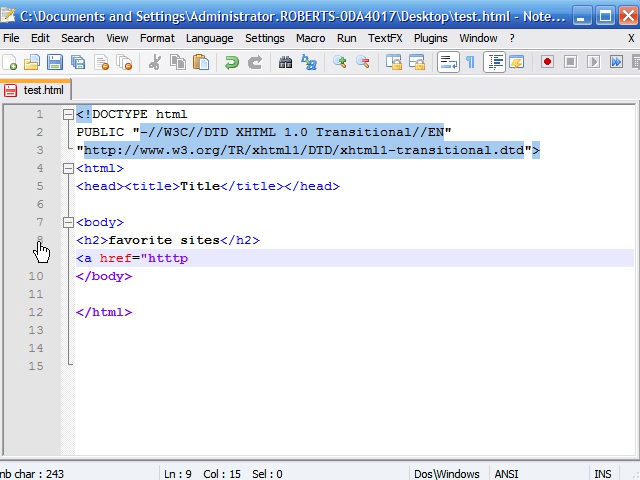 C:\Documents and Settings\Administrator.ROBERTS-0DA4017\Desktop\test.html - Note...
File Edit Search View Format Language Settings Macro Run TextFX Plugins Window ? X
test.html
1 <!DOCTYPE html
2 PUBLIC "-//W3C//DTD XHTML 1.0 Transitional//EN"
3 "http://www.w3.org/TR/xhtml1/DTD/xhtml1-transitional.dtd">
4 <html>
5 <head><title>Title</title></head>
6
7 <body>
8 <h2>favorite sites</h2>
<a href="htttp
10 </body>
11
12 </html>
13
14
15
nb char : 243 Ln : 9 Col : 15 Sel : 0 Dos\Windows ANSI INS